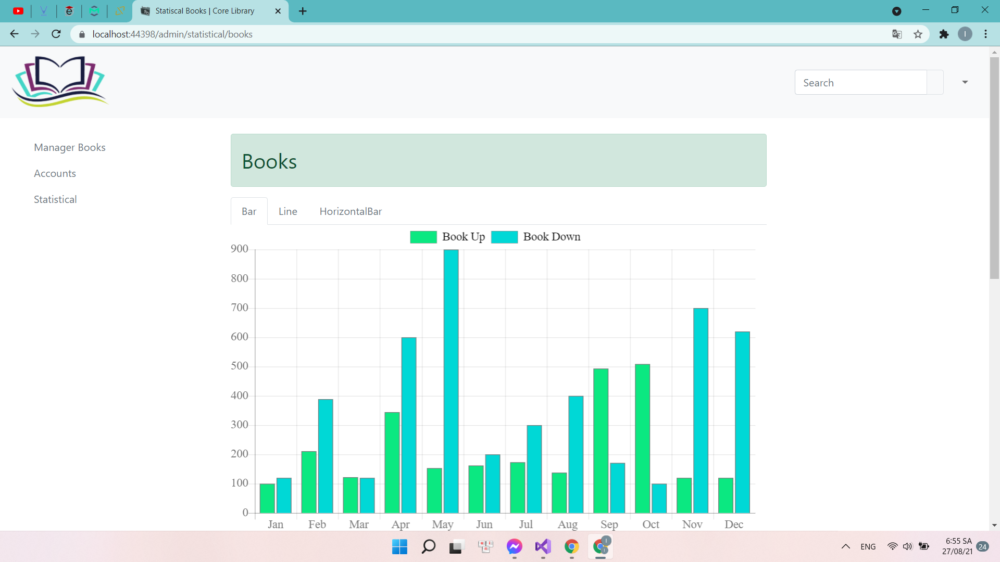 Statiscal Books | Core Library
localhost:44398/admin/statistical/books
I
Search
Manager Books
Accounts
Statistical
Books
Bar Line HorizontalBar
Book Up Book Down
900
800
700
600
500
400
300
200
100
0
Jan Feb Mar Apr May Jun Jul Aug Sep Oct Nov Dec
ENG
6:55 SA
27/08/21
24